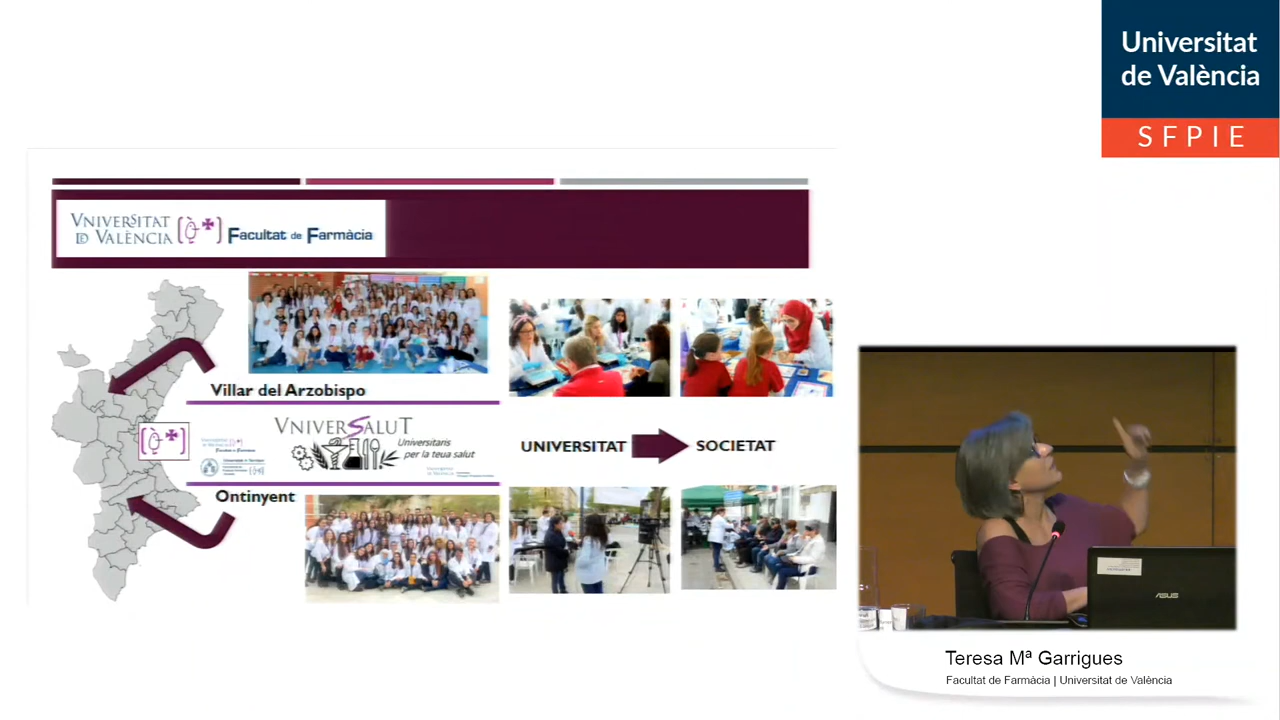 Universitat
de València
SFPIE
VNIVERSITAT
DE VALÈNCIA
Facultat de Farmàcia
Villar del Arzobispo
VNIVERSALUT
Universitaris
per la teua salut
UNIVERSITAT
SOCIETAT
Ontinyent
ASUS
Teresa Mª Garrigues
Facultat de Farmàcia | Universitat de València